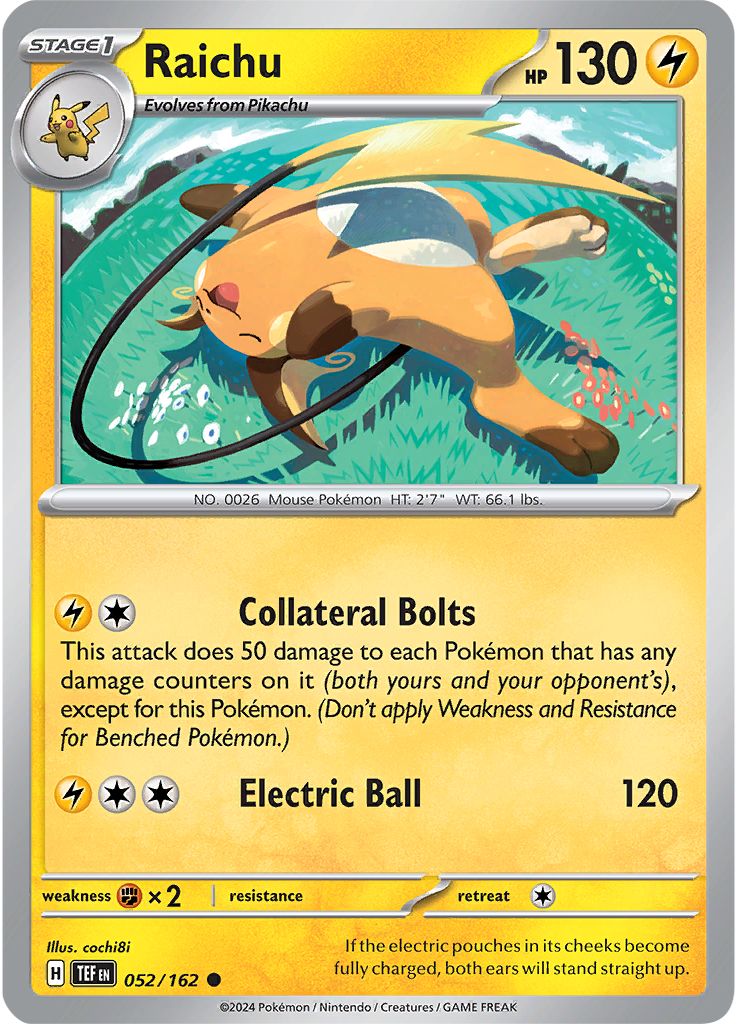 STAGE 1
Raichu
HP 130
Evolves from Pikachu
NO. 0026 Mouse Pokémon HT: 2'7" WT: 66.1 lbs.
Collateral Bolts
This attack does 50 damage to each Pokémon that has any
damage counters on it (both yours and your opponent's),
except for this Pokémon. (Don't apply Weakness and Resistance
for Benched Pokémon.)
Electric Ball 120
weakness ×2 resistance retreat
Illus. cochi8i
If the electric pouches in its cheeks become
fully charged, both ears will stand straight up.
H TEF EN 052/162
©2024 Pokémon / Nintendo / Creatures / GAME FREAK